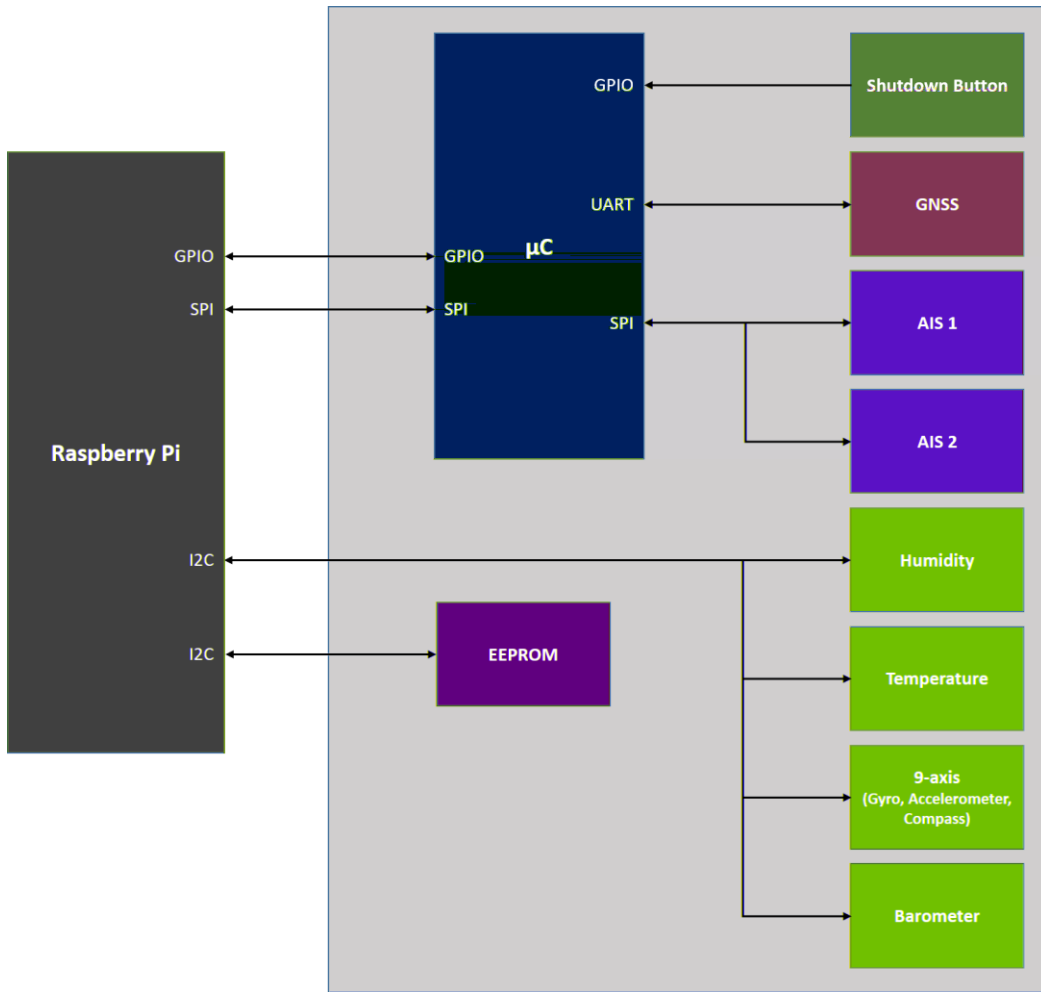 GPIO
Shutdown Button
UART
GNSS
GPIO
GPIO
µC
SPI
SPI
SPI
AIS 1
AIS 2
Raspberry Pi
I2C
Humidity
I2C
EEPROM
Temperature
9-axis
(Gyro, Accelerometer,
Compass)
Barometer